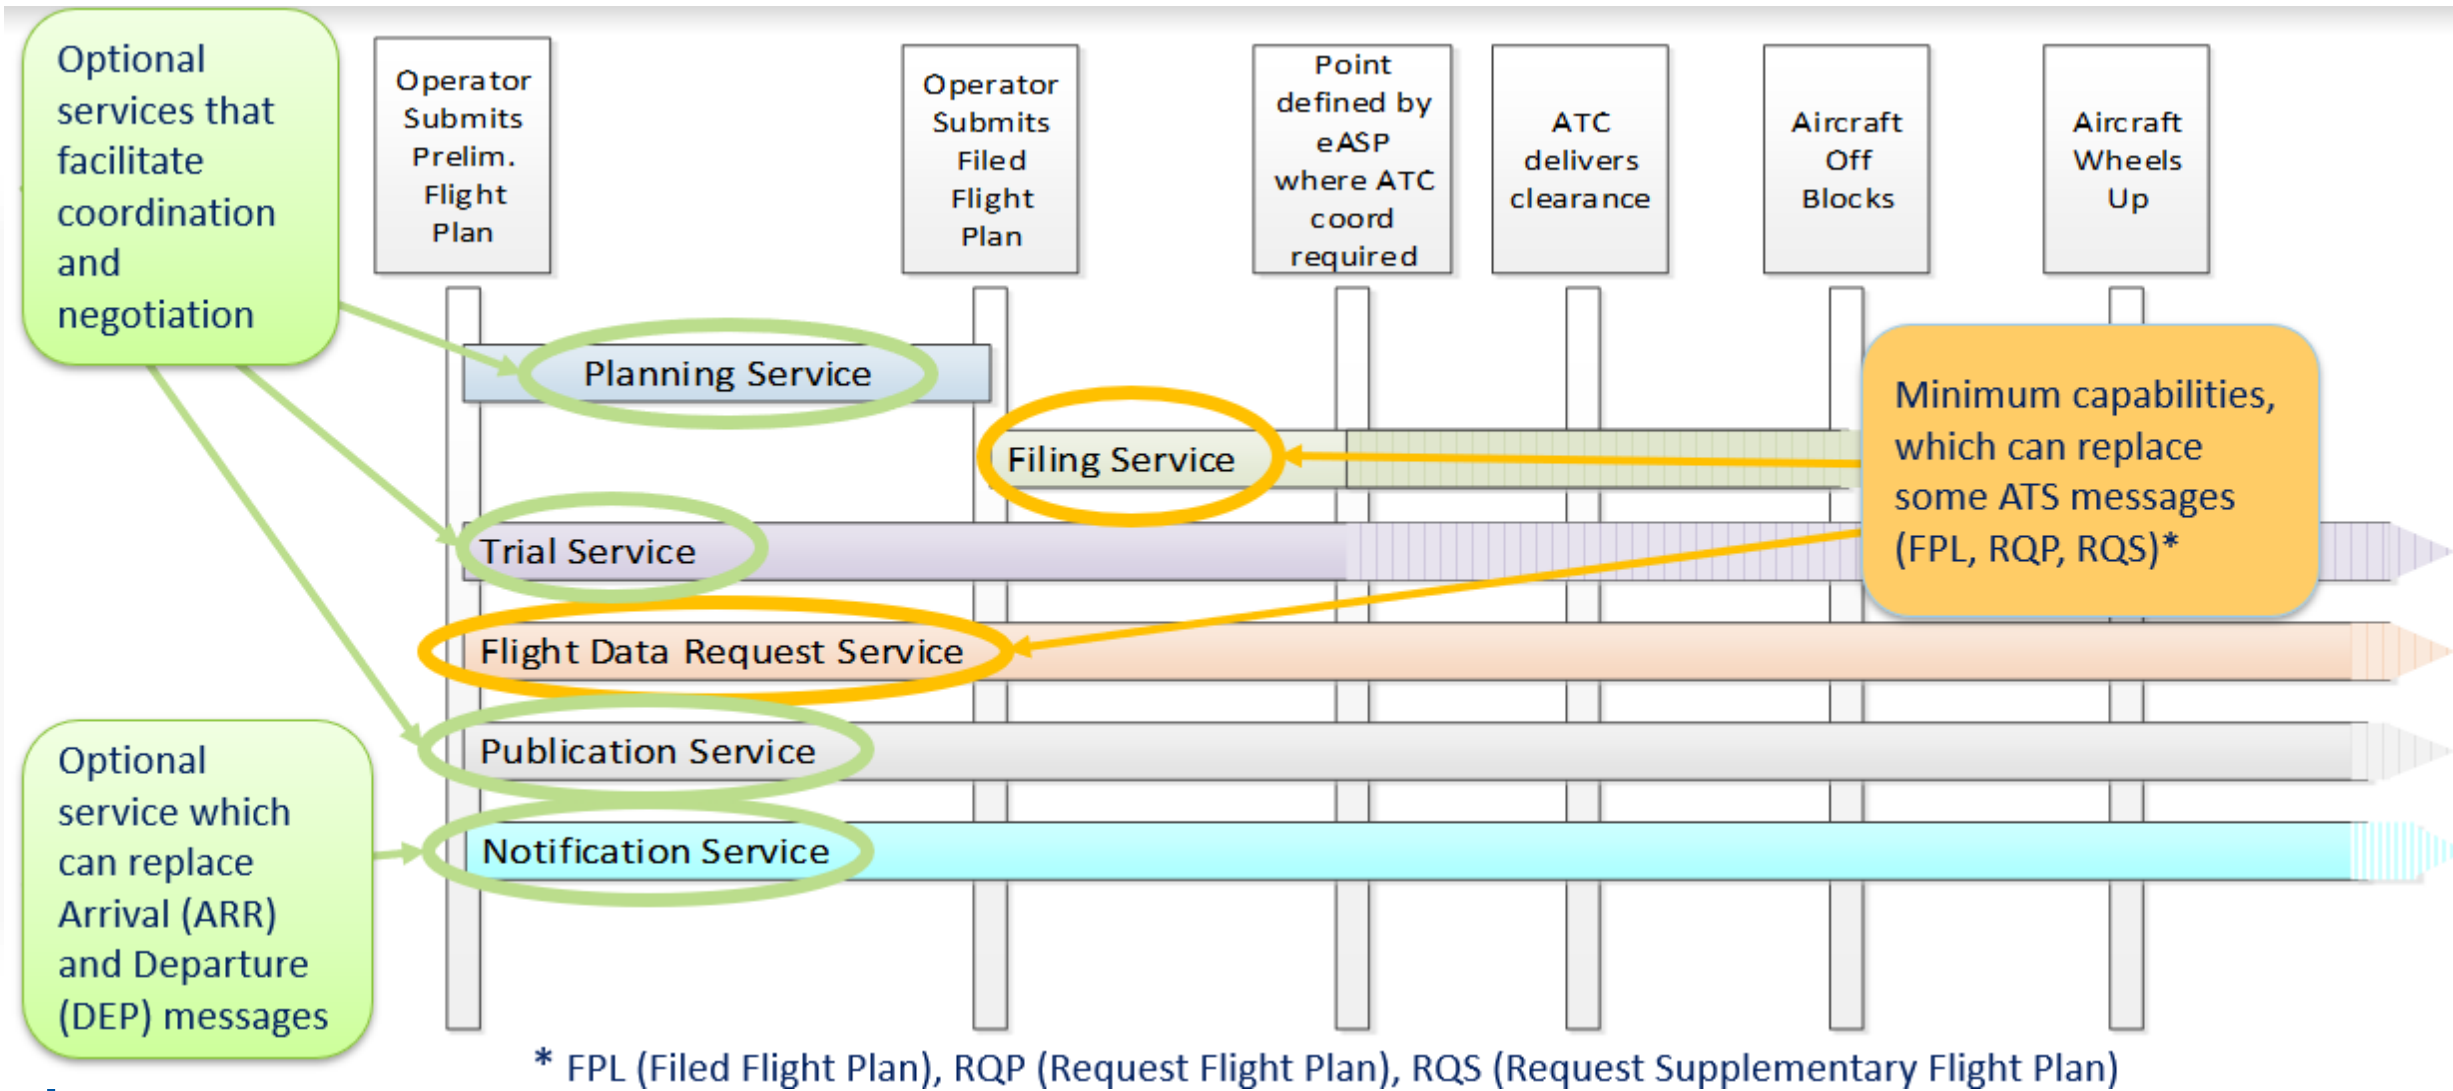 Optional
services that
facilitate
coordination
and
negotiation
Operator
Submits
Prelim.
Flight
Plan
Operator
Submits
Filed
Flight
Plan
Point
defined by
eASP
where ATC
coord
required
ATC
delivers
clearance
Aircraft
Off
Blocks
Aircraft
Wheels
Up
Planning Service
Filing Service
Trial Service
Flight Data Request Service
Publication Service
Notification Service
Minimum capabilities,
which can replace
some ATS messages
(FPL, RQP, RQS)*
Optional
service which
can replace
Arrival (ARR)
and Departure
(DEP) messages
* FPL (Filed Flight Plan), RQP (Request Flight Plan), RQS (Request Supplementary Flight Plan)